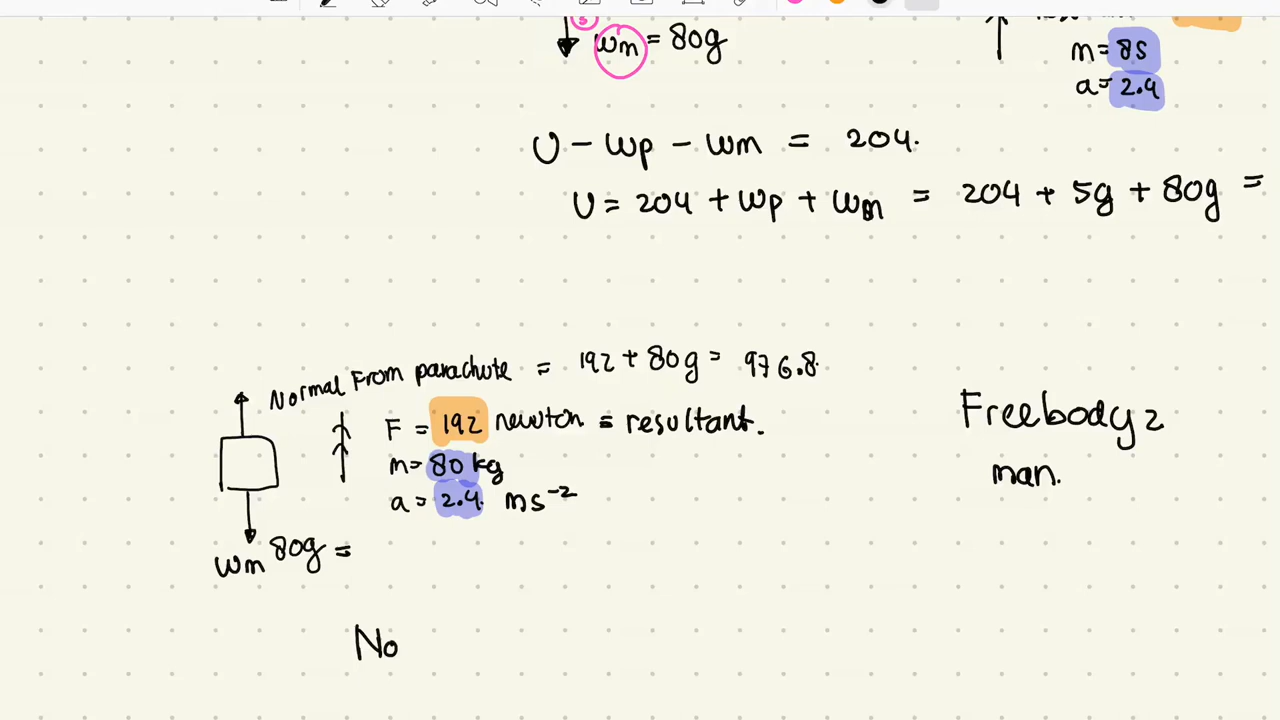 wm = 80g
m = 85
a = 2.4
U - wp - wm = 204.
U = 204 + wp + wm = 204 + 5g + 80g =
Normal From parachute = 192 + 80g = 976.8
F = 192 newton = resultant.
m = 80 kg
a = 2.4 ms⁻²
wm 80g =
Freebody 2
man.
No